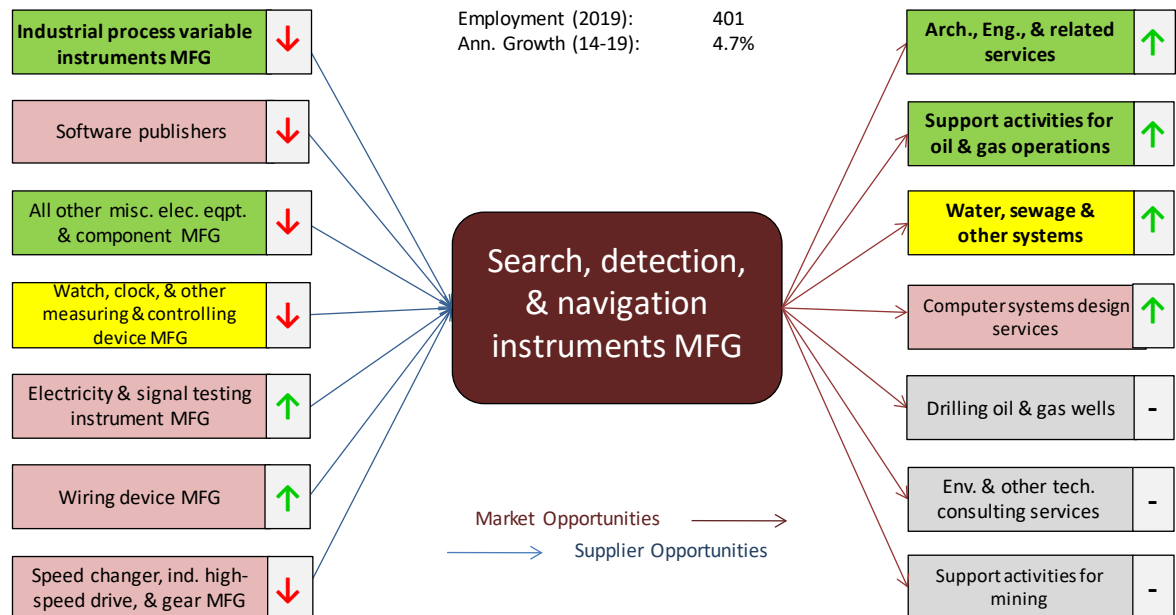 Employment (2019): 401
Ann. Growth (14-19): 4.7%
Industrial process variable
instruments MFG
↓
Software publishers
↓
All other misc. elec. eqpt.
& component MFG
↓
Watch, clock, & other
measuring & controlling
device MFG
↓
Electricity & signal testing
instrument MFG
↑
Wiring device MFG
↑
Speed changer, ind. high-
speed drive, & gear MFG
↓
Search, detection,
& navigation
instruments MFG
Market Opportunities
Supplier Opportunities
Arch., Eng., & related
services
↑
Support activities for
oil & gas operations
↑
Water, sewage &
other systems
↑
Computer systems design
services
↑
Drilling oil & gas wells
-
Env. & other tech.
consulting services
-
Support activities for
mining
-